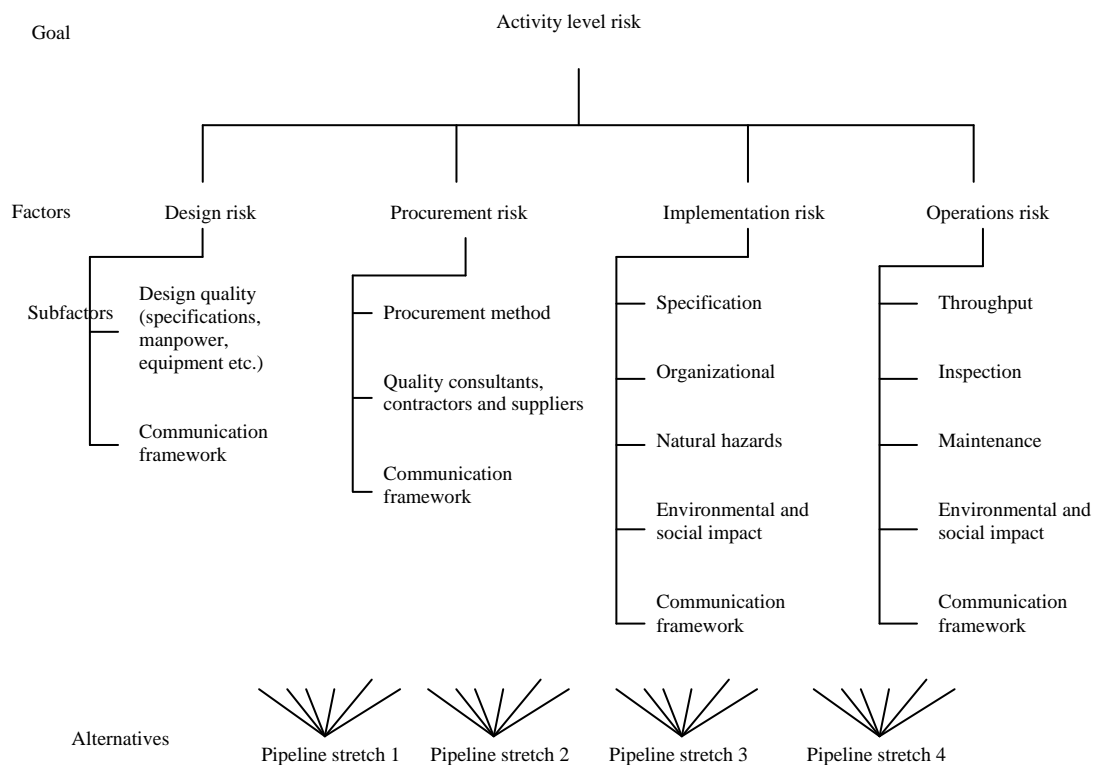 Goal
Activity level risk
Factors
Design risk
Procurement risk
Implementation risk
Operations risk
Subfactors
Design quality
(specifications,
manpower,
equipment etc.)
Communication
framework
Procurement method
Quality consultants,
contractors and suppliers
Communication
framework
Specification
Organizational
Natural hazards
Environmental and
social impact
Communication
framework
Throughput
Inspection
Maintenance
Environmental and
social impact
Communication
framework
Alternatives
Pipeline stretch 1
Pipeline stretch 2
Pipeline stretch 3
Pipeline stretch 4